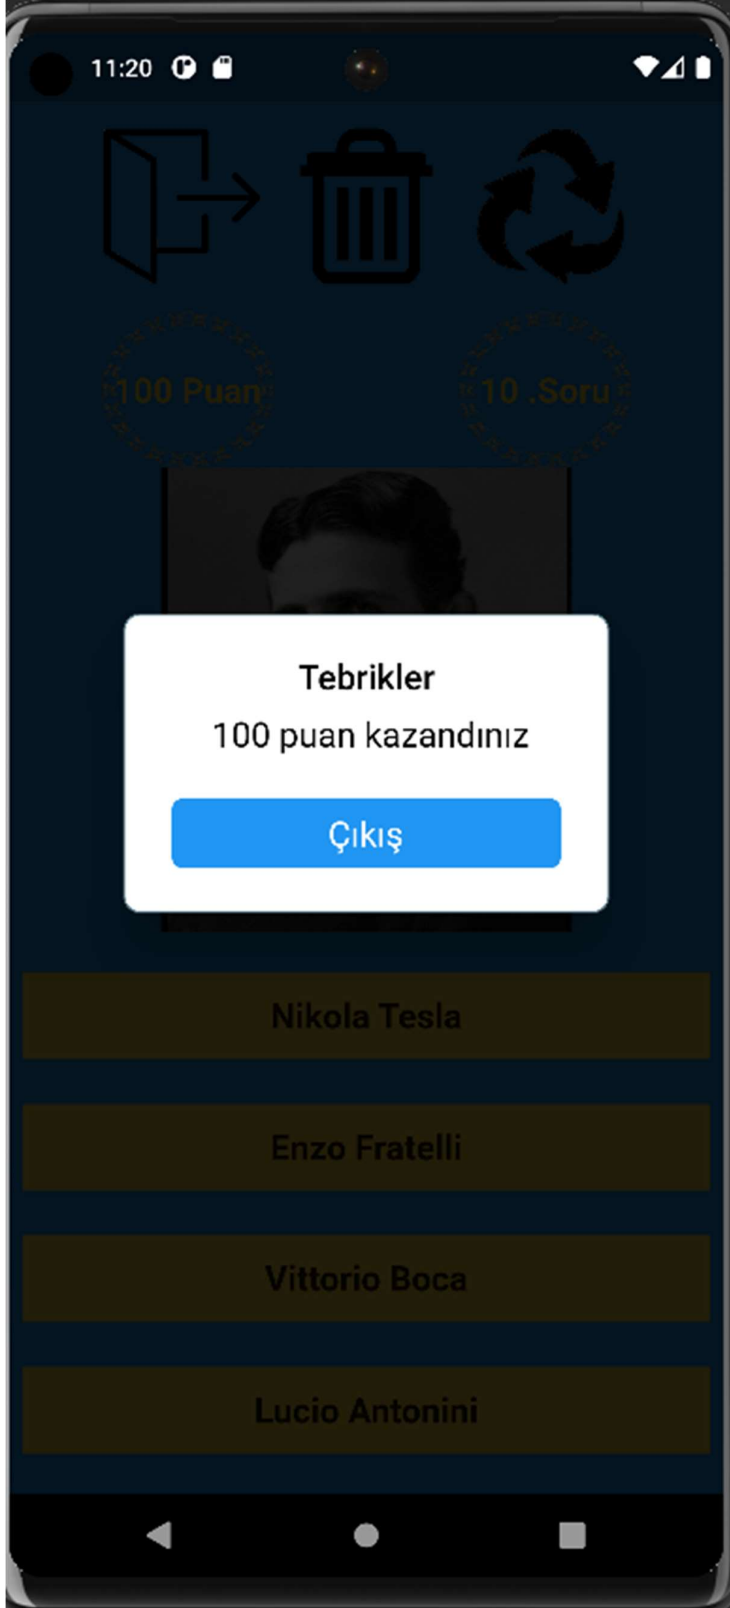 11:20
100 Puan
10 .Soru
Tebrikler
100 puan kazandınız
Çıkış
Nikola Tesla
Enzo Fratelli
Vittorio Boca
Lucio Antonini